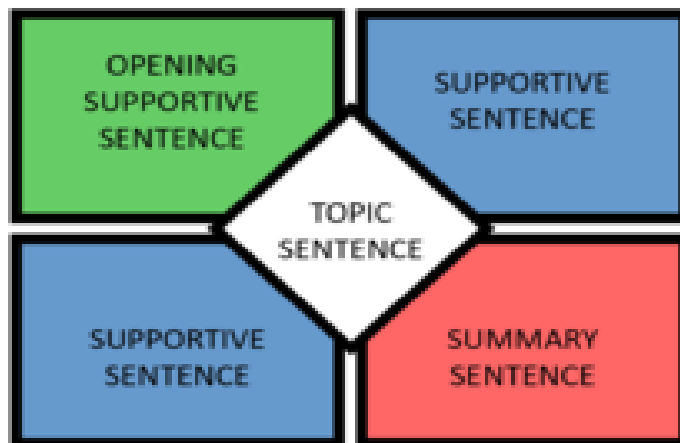 OPENING
SUPPORTIVE
SENTENCE
SUPPORTIVE
SENTENCE
TOPIC
SENTENCE
SUPPORTIVE
SENTENCE
SUMMARY
SENTENCE